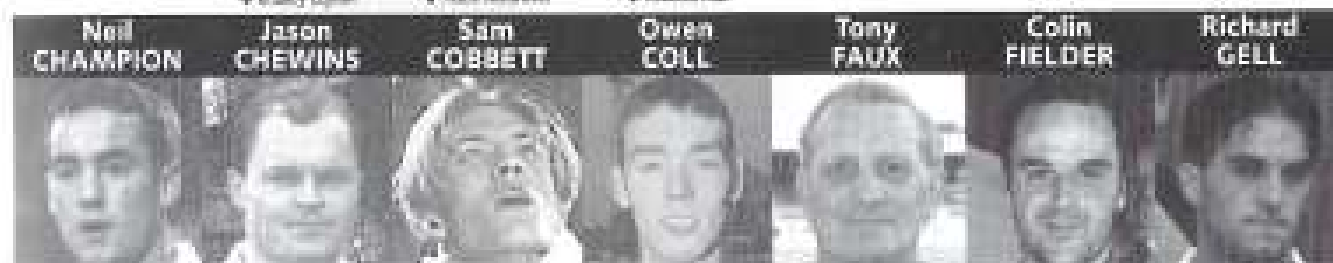 Neil
CHAMPION
Jason
CHEWINS
Sam
COBBETT
Owen
COLL
Tony
FAUX
Colin
FIELDER
Richard
GELL